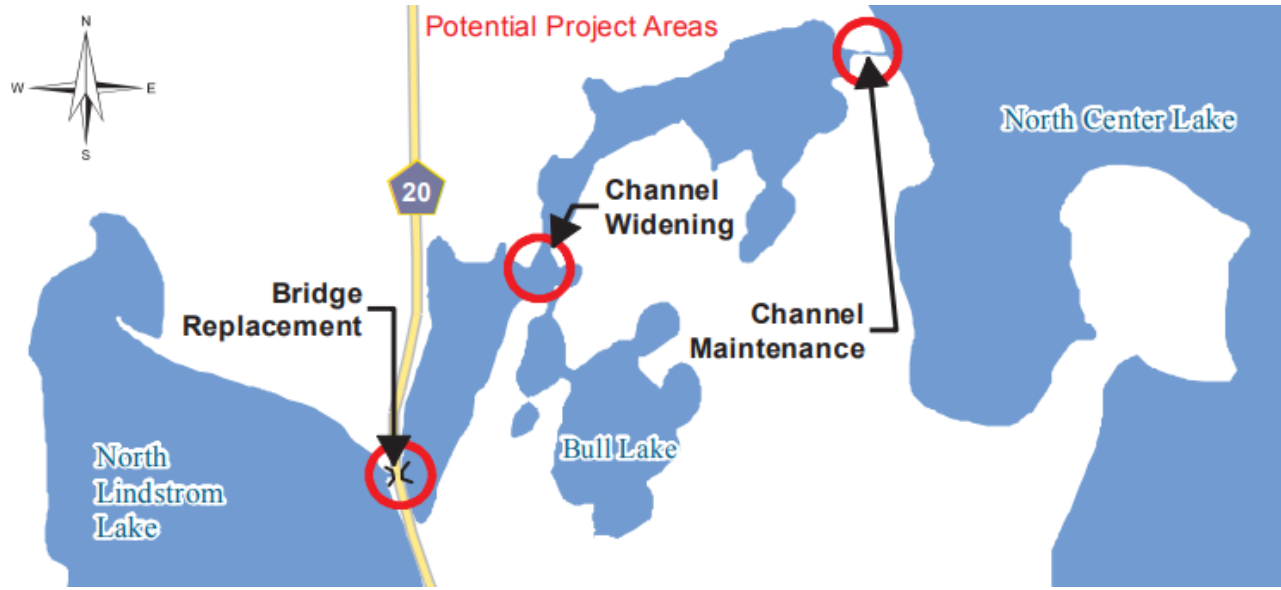 N
W
E
S
Potential Project Areas
North Center Lake
20
Channel
Widening
Bridge
Replacement
Channel
Maintenance
North
Lindstrom
Lake
Bull Lake